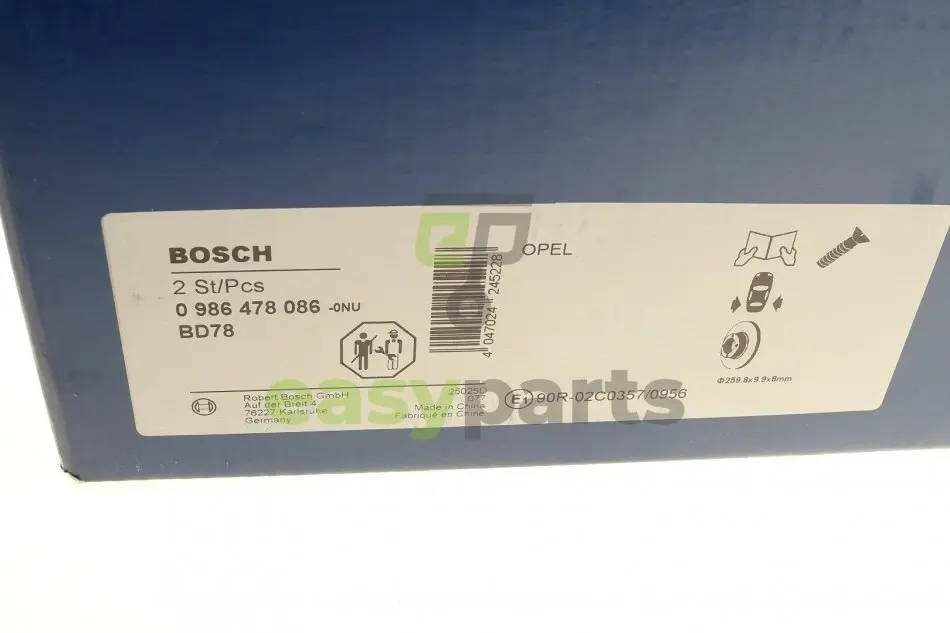 BOSCH
2 St/Pcs
0 986 478 086 -0NU
BD78
OPEL
4 047024 245228
Φ259.8x9.9x8mm
Robert Bosch GmbH
Auf der Breit 4
76227 Karlsruhe
Germany
25025D
077
Made in China
Fabriqué en Chine
E1 90R-02C0357/0956
easyparts